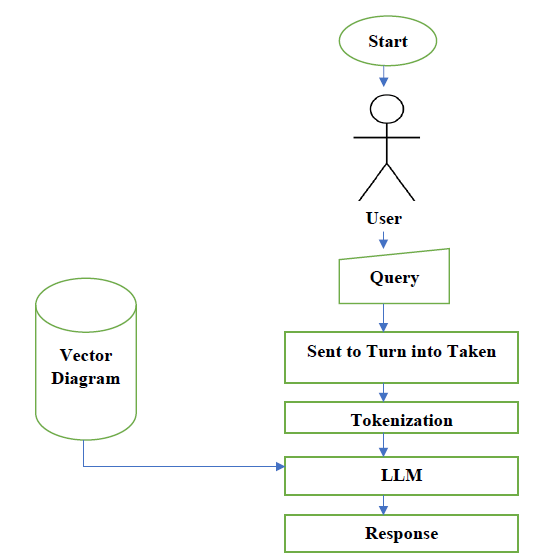 Start
User
Query
Sent to Turn into Taken
Vector
Diagram
Tokenization
LLM
Response